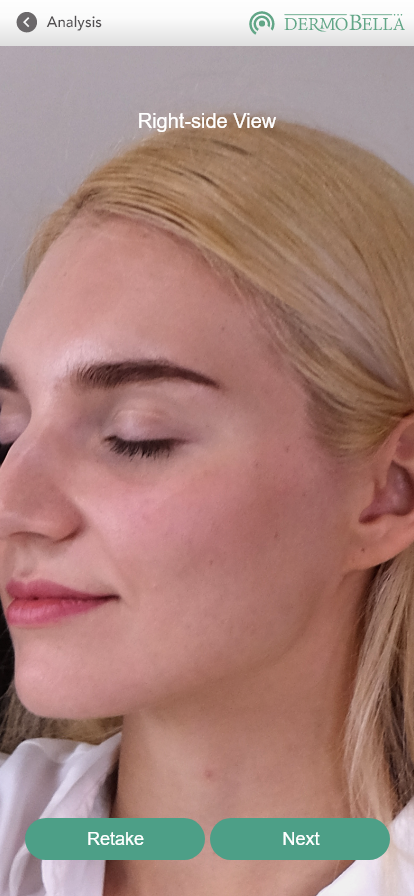 Analysis
DERMOBELLA
Right-side View
Retake
Next